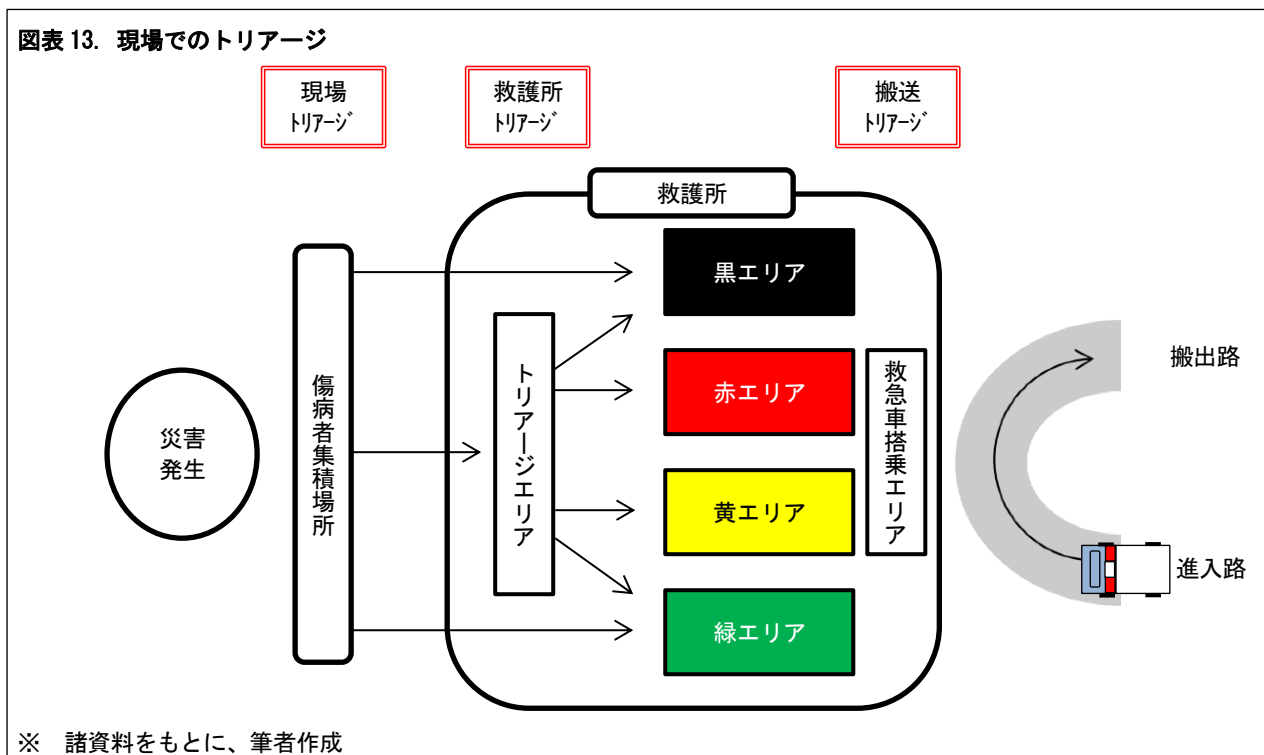 図表 13. 現場でのトリアージ
現場
ﾄﾘｱｰｼﾞ
救護所
ﾄﾘｱｰｼﾞ
搬送
ﾄﾘｱｰｼﾞ
救護所
災害
発生
傷病者集積場所
トリアージエリア
黒エリア
赤エリア
黄エリア
緑エリア
救急車搭乗エリア
搬出路
進入路
※　諸資料をもとに、筆者作成